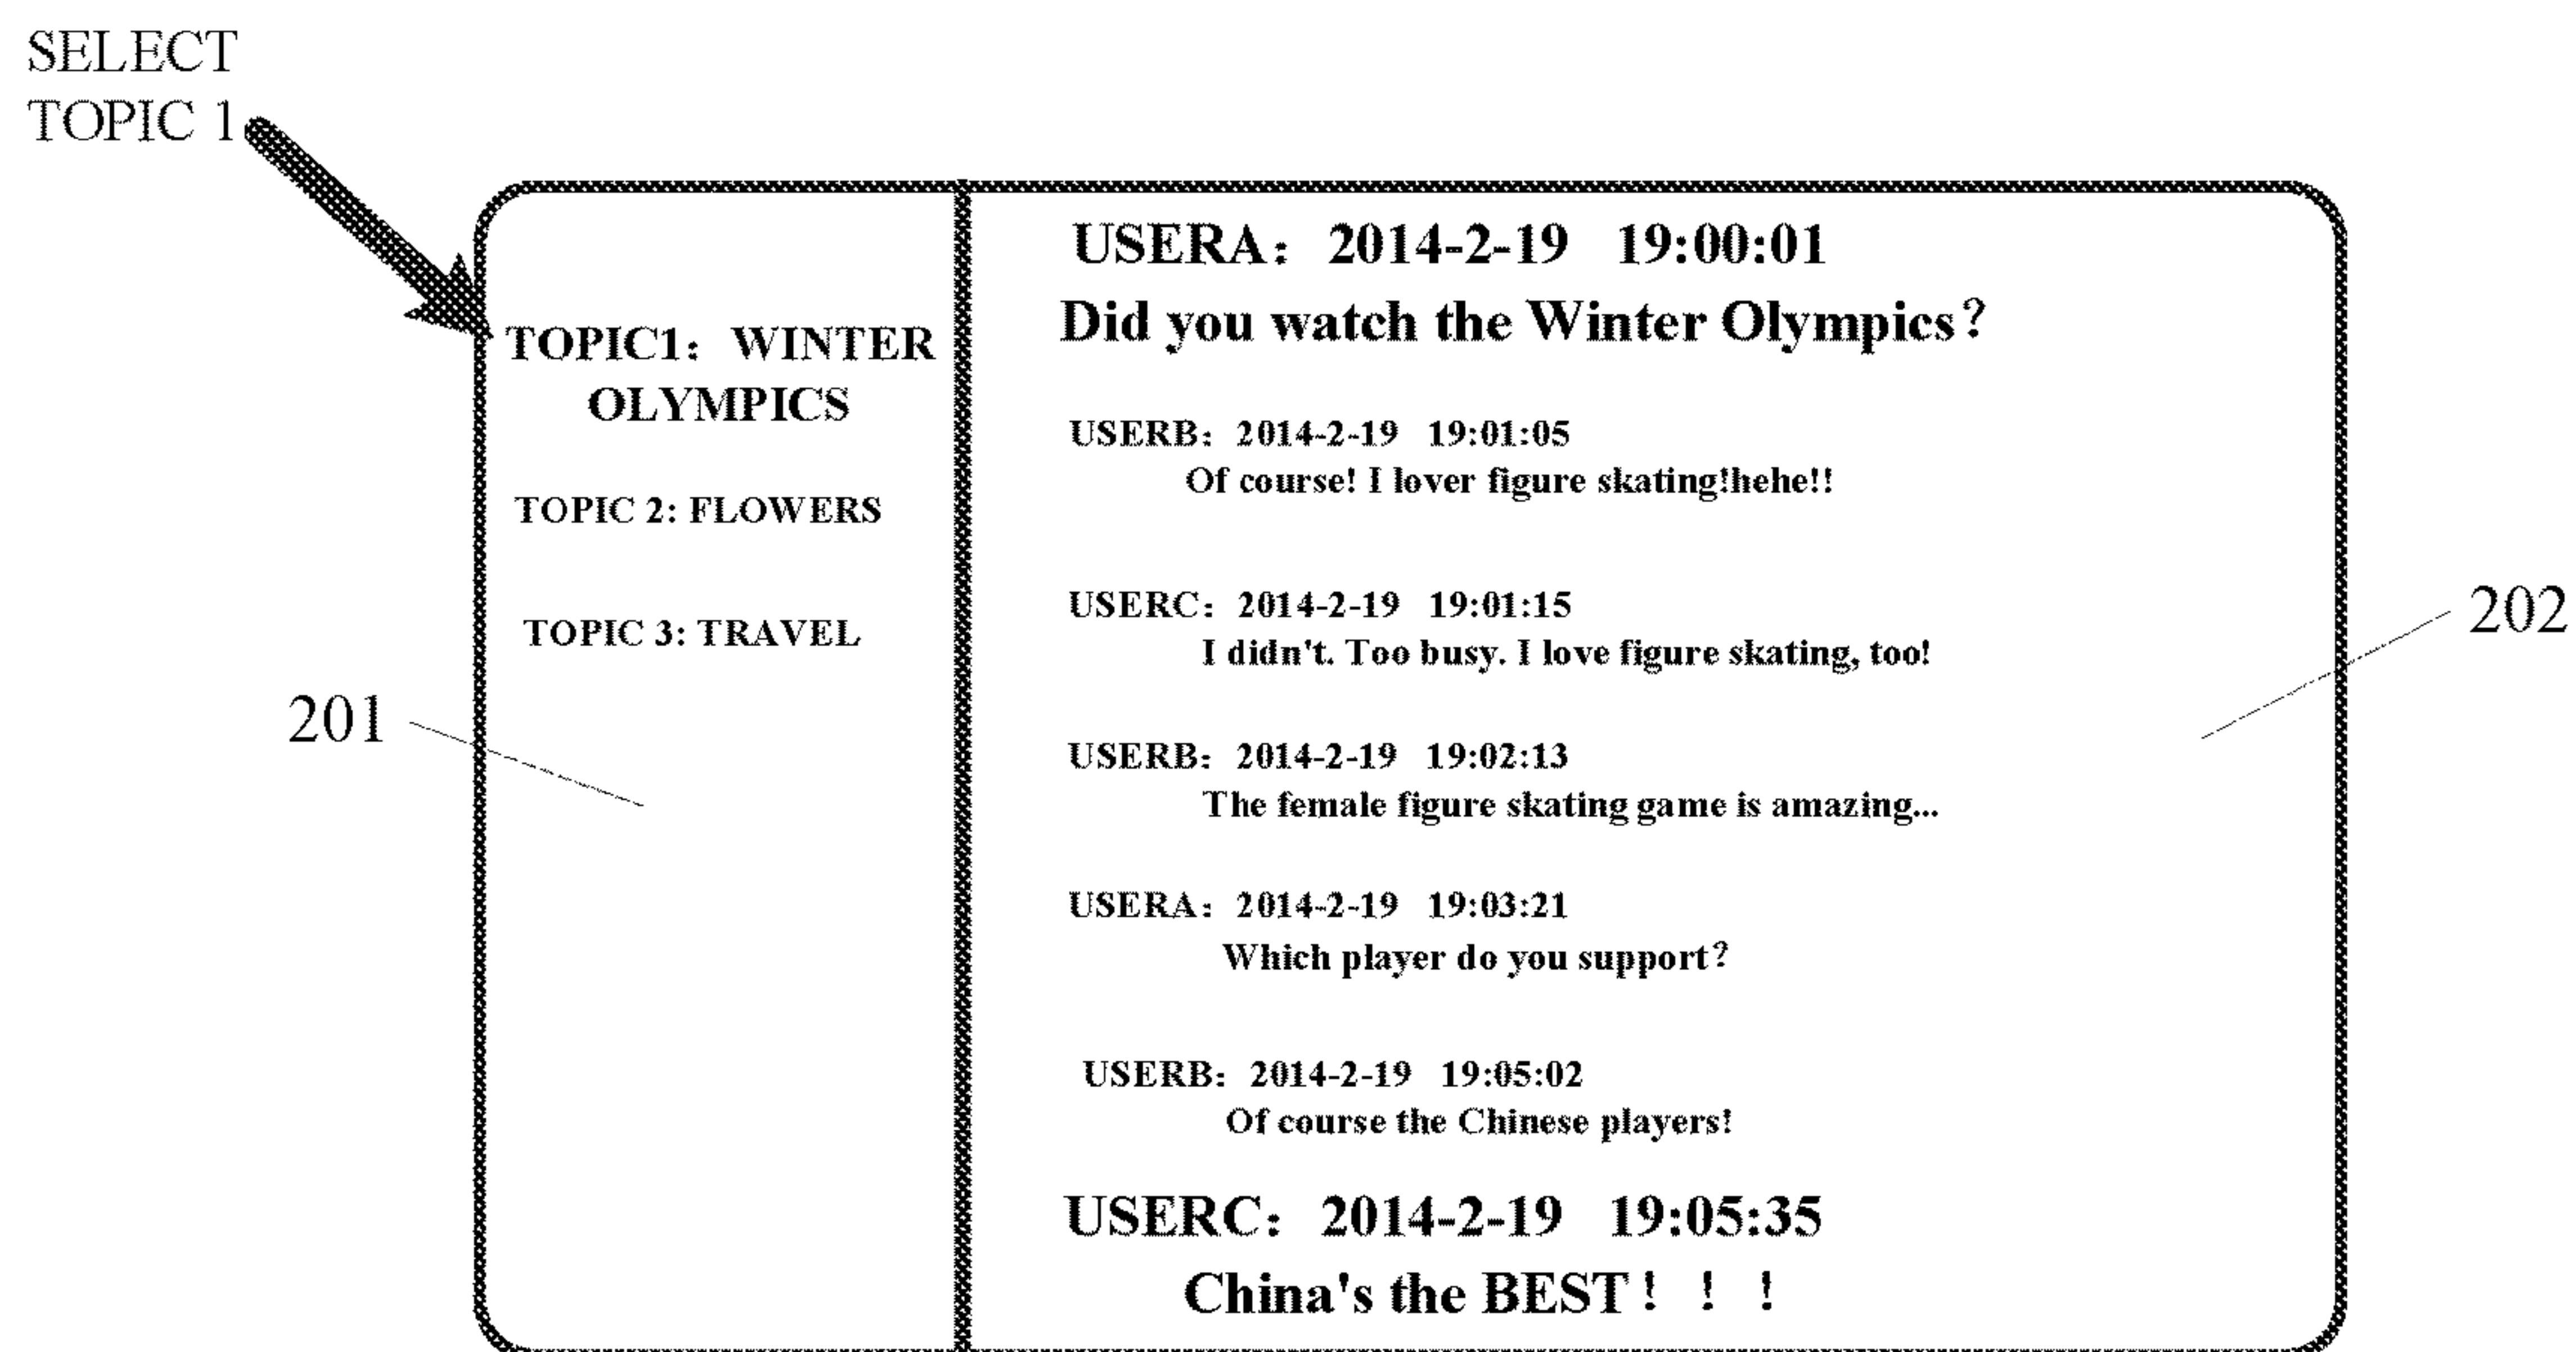 SELECT
TOPIC 1
TOPIC1: WINTER
OLYMPICS
TOPIC 2: FLOWERS
TOPIC 3: TRAVEL
201
USERA: 2014-2-19 19:00:01
Did you watch the Winter Olympics?
USERB: 2014-2-19 19:01:05
Of course! I lover figure skating!hehe!!
USERC: 2014-2-19 19:01:15
I didn't. Too busy. I love figure skating, too!
USERB: 2014-2-19 19:02:13
The female figure skating game is amazing...
USERA: 2014-2-19 19:03:21
Which player do you support?
USERB: 2014-2-19 19:05:02
Of course the Chinese players!
USERC: 2014-2-19 19:05:35
China's the BEST! ! !
202